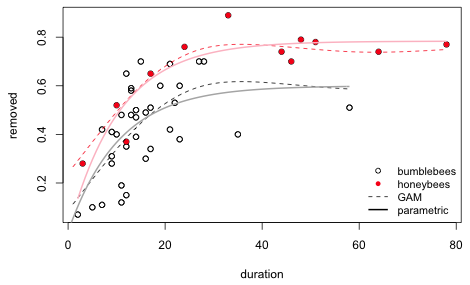 0.8
0.6
0.4
0.2
removed
bumblebees
honeybees
GAM
parametric
0 20 40 60 80
duration